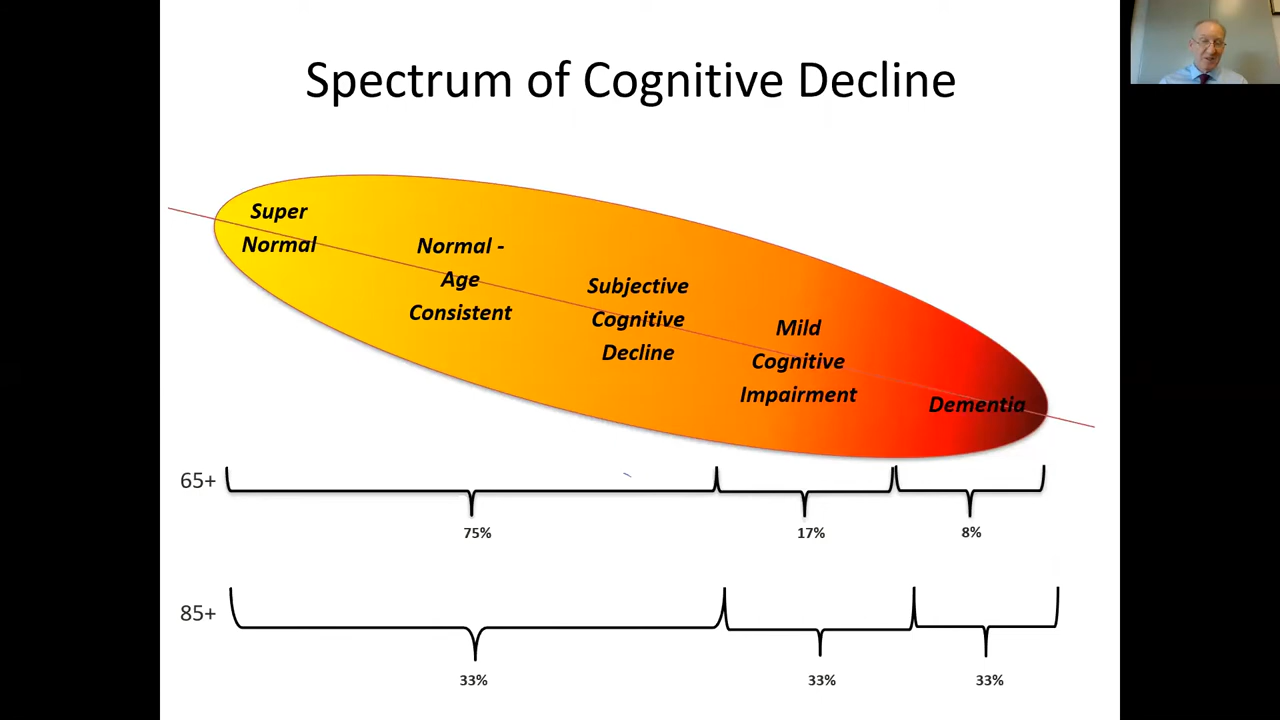 Spectrum of Cognitive Decline
Super
Normal
Normal -
Age
Consistent
Subjective
Cognitive
Decline
Mild
Cognitive
Impairment
Dementia
65+
75%
17%
8%
85+
33%
33%
33%